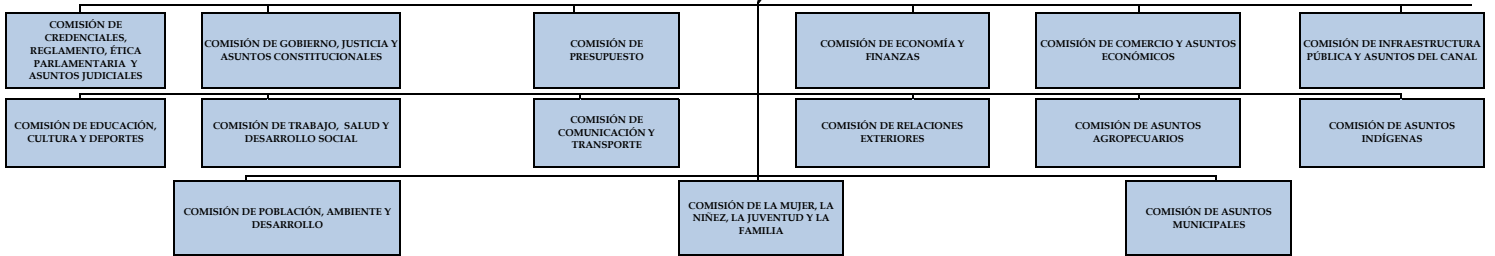 COMISIÓN DE
CREDENCIALES,
REGLAMENTO, ÉTICA
PARLAMENTARIA Y
ASUNTOS JUDICIALES
COMISIÓN DE GOBIERNO, JUSTICIA Y
ASUNTOS CONSTITUCIONALES
COMISIÓN DE
PRESUPUESTO
COMISIÓN DE ECONOMÍA Y
FINANZAS
COMISIÓN DE COMERCIO Y ASUNTOS
ECONÓMICOS
COMISIÓN DE INFRAESTRUCTURA
PÚBLICA Y ASUNTOS DEL CANAL
COMISIÓN DE EDUCACIÓN,
CULTURA Y DEPORTES
COMISIÓN DE TRABAJO, SALUD Y
DESARROLLO SOCIAL
COMISIÓN DE
COMUNICACIÓN Y
TRANSPORTE
COMISIÓN DE RELACIONES
EXTERIORES
COMISIÓN DE ASUNTOS
AGROPECUARIOS
COMISIÓN DE ASUNTOS
INDÍGENAS
COMISIÓN DE POBLACIÓN, AMBIENTE Y
DESARROLLO
COMISIÓN DE LA MUJER, LA
NIÑEZ, LA JUVENTUD Y LA
FAMILIA
COMISIÓN DE ASUNTOS
MUNICIPALES